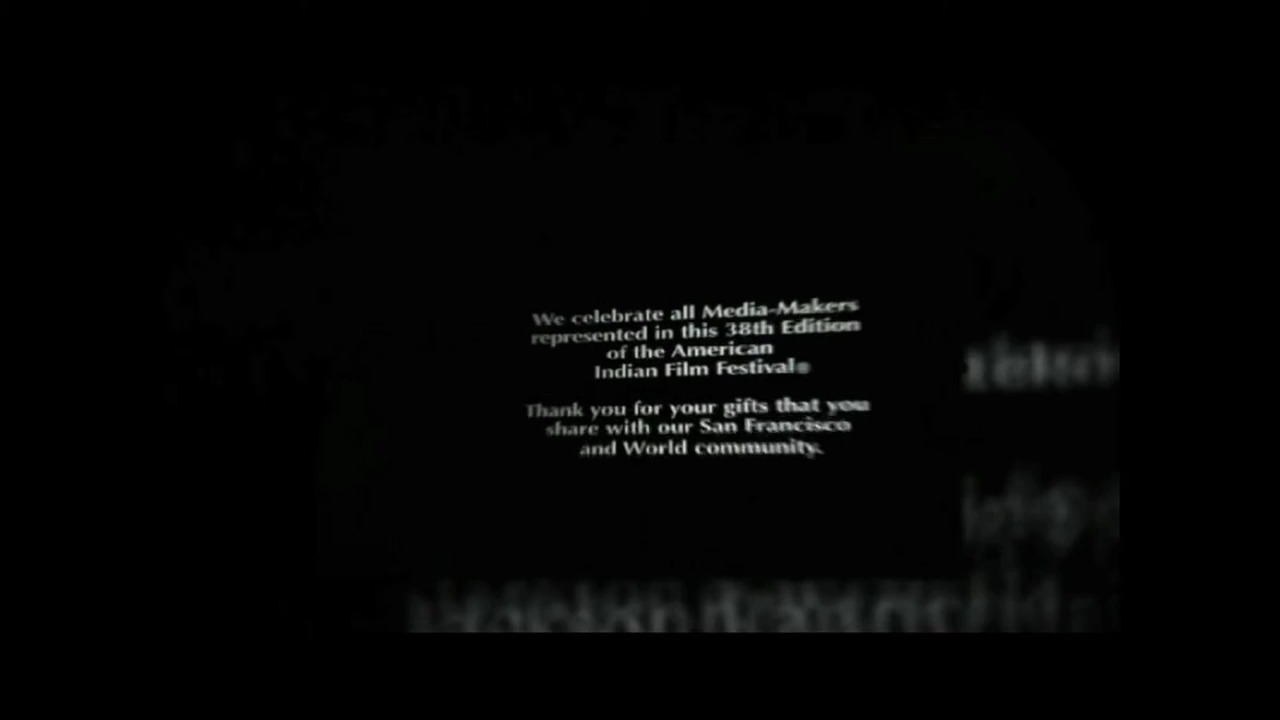 We celebrate all Media-Makers
represented in this 38th Edition
of the American
Indian Film Festival®
Thank you for your gifts that you
share with our San Francisco
and World community.